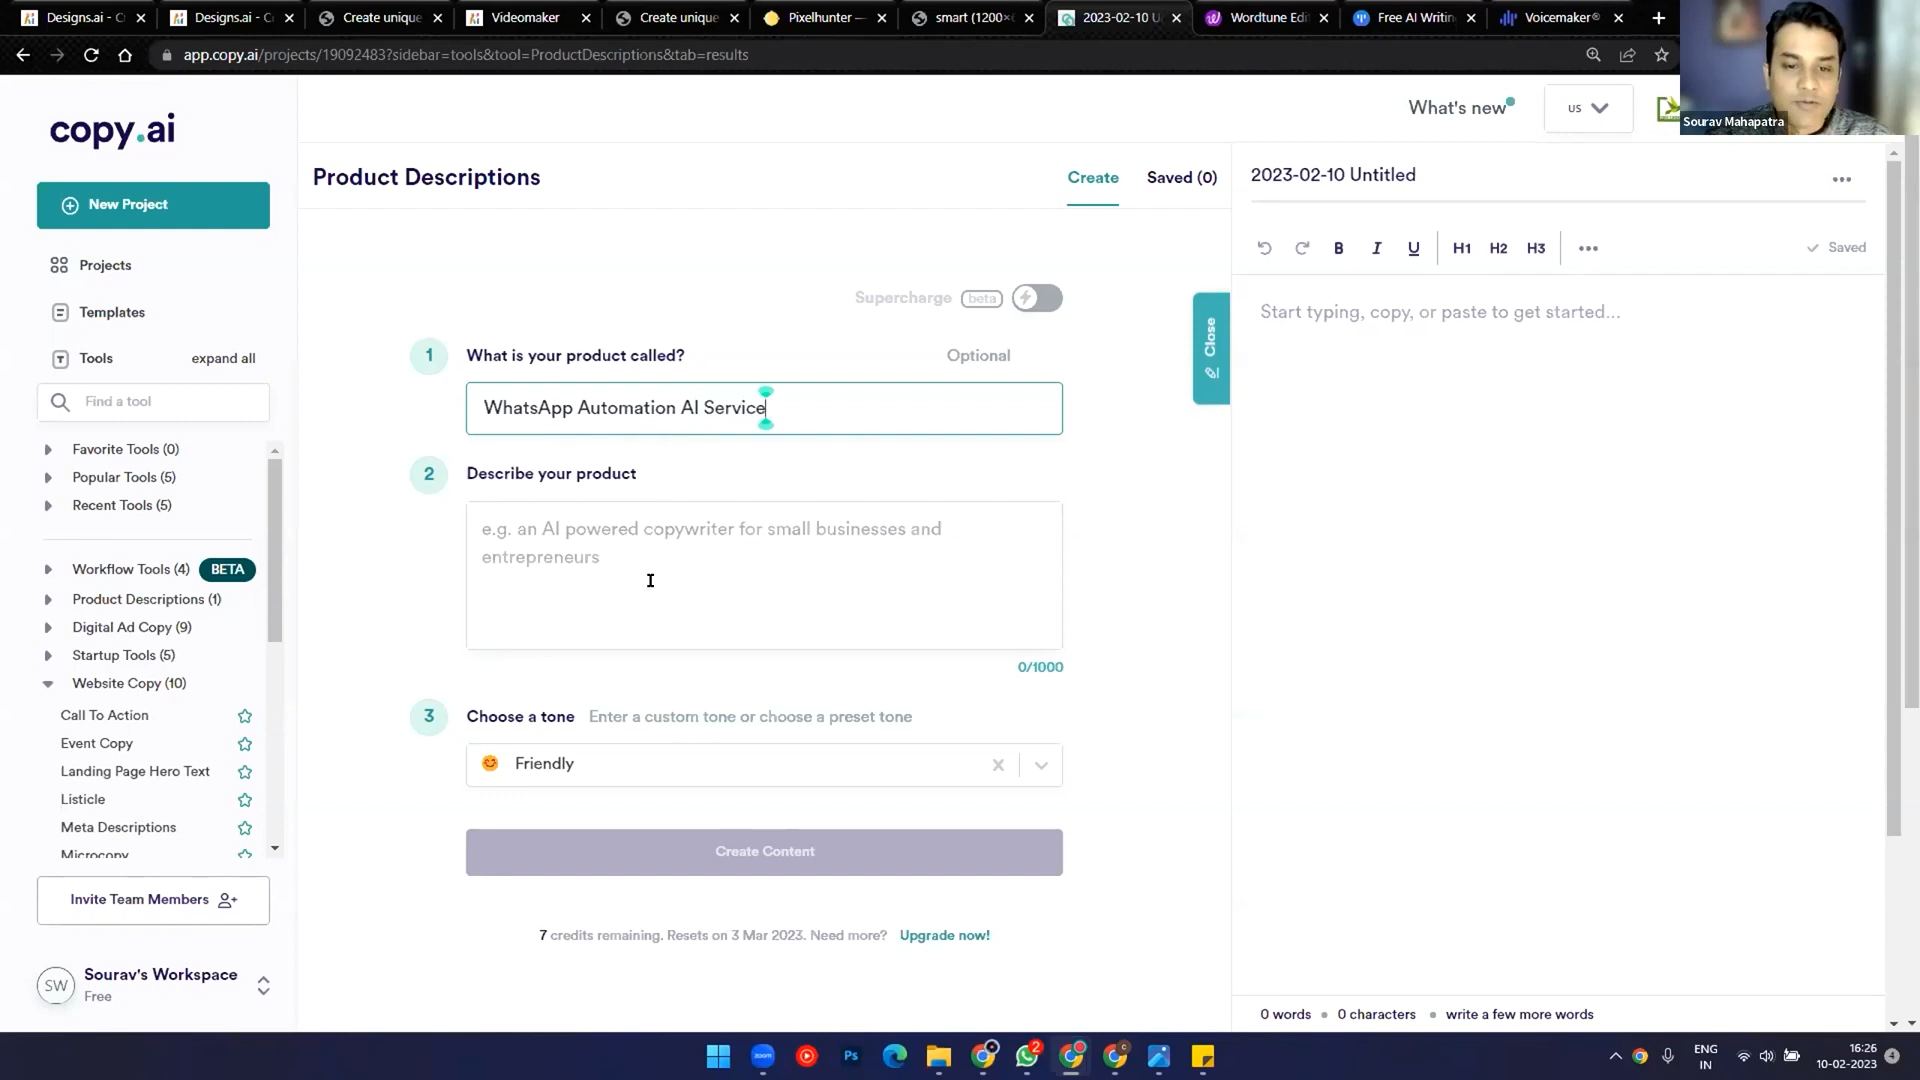 Designs.ai - C
Designs.ai - C
Create uniqu
Videomaker
Create uniqu
Pixelhunter —
smart (1200×
2023-02-10 U
Wordtune Edi
Free AI Writin
Voicemaker®
app.copy.ai/projects/19092483?sidebar=tools&tool=ProductDescriptions&tab=results
Sourav Mahapatra
copy.ai
What's new
US
New Project
Projects
Templates
Tools
expand all
Find a tool
Favorite Tools (0)
Popular Tools (5)
Recent Tools (5)
Workflow Tools (4) BETA
Product Descriptions (1)
Digital Ad Copy (9)
Startup Tools (5)
Website Copy (10)
Call To Action
Event Copy
Landing Page Hero Text
Listicle
Meta Descriptions
Microcopy
Invite Team Members
SW
Sourav's Workspace
Free
Product Descriptions
Create
Saved (0)
Supercharge beta
1 What is your product called? Optional
WhatsApp Automation AI Service
2 Describe your product
e.g. an AI powered copywriter for small businesses and
entrepreneurs
0/1000
3 Choose a tone Enter a custom tone or choose a preset tone
Friendly
Create Content
7 credits remaining. Resets on 3 Mar 2023. Need more? Upgrade now!
Close
2023-02-10 Untitled
B I U H1 H2 H3
Saved
Start typing, copy, or paste to get started...
0 words • 0 characters • write a few more words
zoom
Ps
2
ENG
IN
16:26
10-02-2023
4